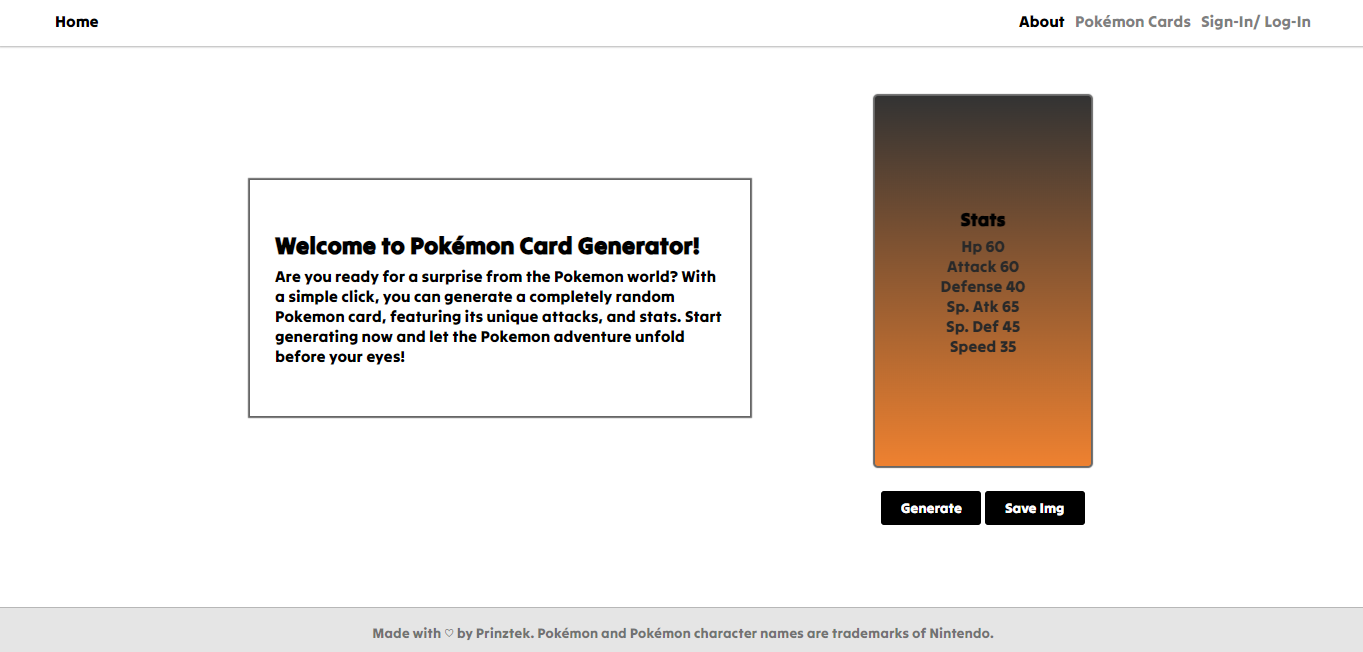 Home
About Pokémon Cards Sign-In/ Log-In
Welcome to Pokémon Card Generator!
Are you ready for a surprise from the Pokemon world? With
a simple click, you can generate a completely random
Pokemon card, featuring its unique attacks, and stats. Start
generating now and let the Pokemon adventure unfold
before your eyes!
Stats
Hp 60
Attack 60
Defense 40
Sp. Atk 65
Sp. Def 45
Speed 35
Generate
Save Img
Made with ♡ by Prinztek. Pokémon and Pokémon character names are trademarks of Nintendo.